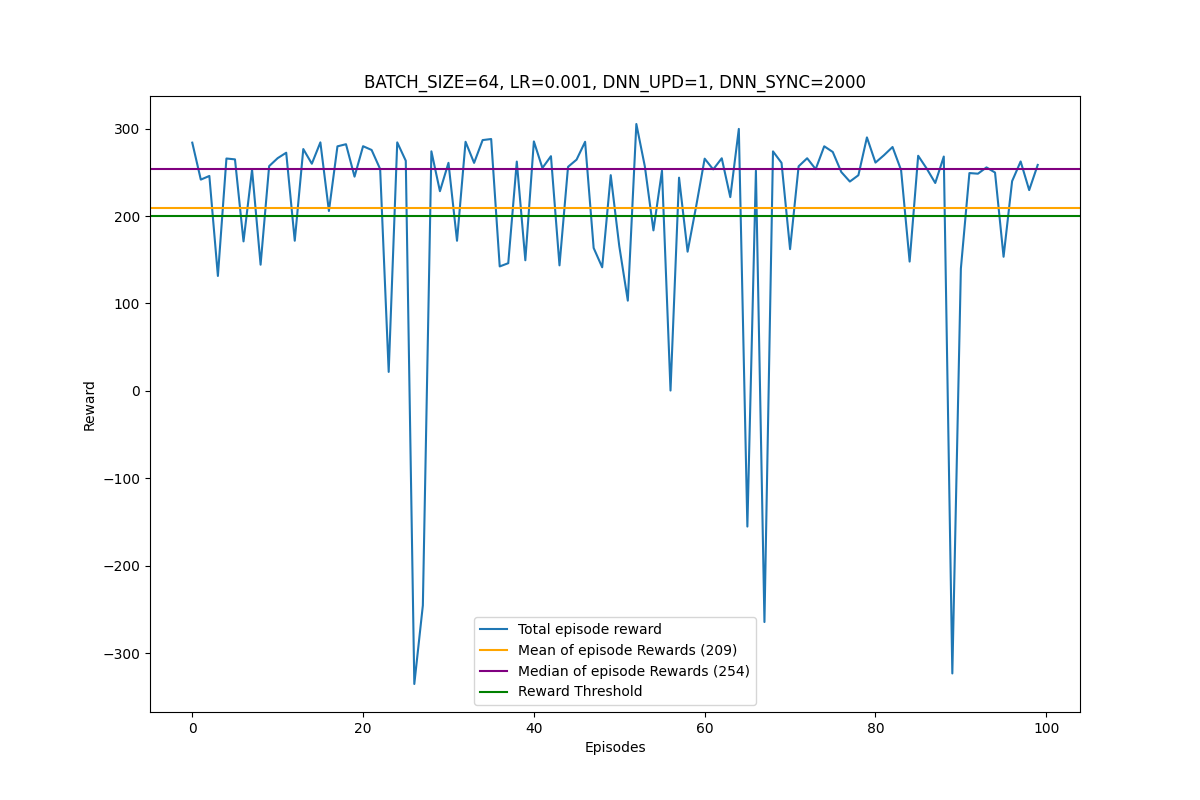 BATCH_SIZE=64, LR=0.001, DNN_UPD=1, DNN_SYNC=2000
300
200
100
0
−100
−200
−300
Reward
Total episode reward
Mean of episode Rewards (209)
Median of episode Rewards (254)
Reward Threshold
0 20 40 60 80 100
Episodes